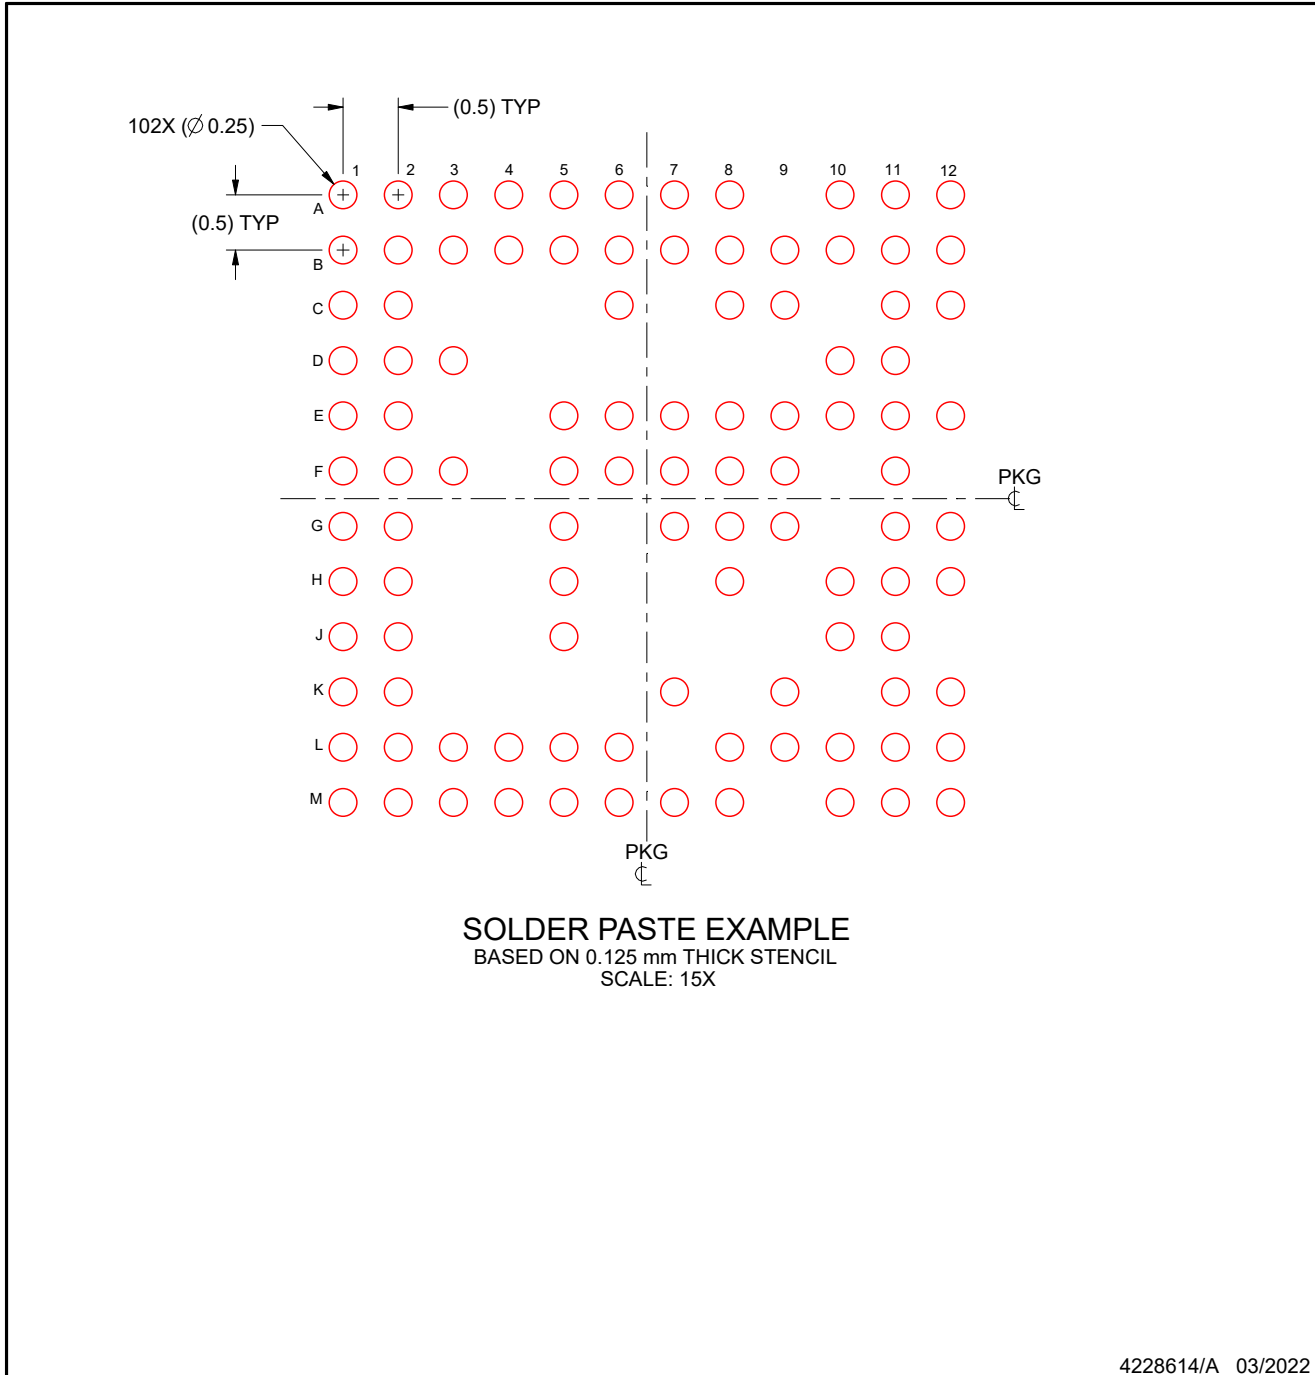 (0.5) TYP
102X (∅ 0.25)
1 2 3 4 5 6 7 8 9 10 11 12
A
(0.5) TYP
B
C
D
E
F
PKG
℄
G
H
J
K
L
M
PKG
℄
SOLDER PASTE EXAMPLE
BASED ON 0.125 mm THICK STENCIL
SCALE: 15X
4228614/A 03/2022